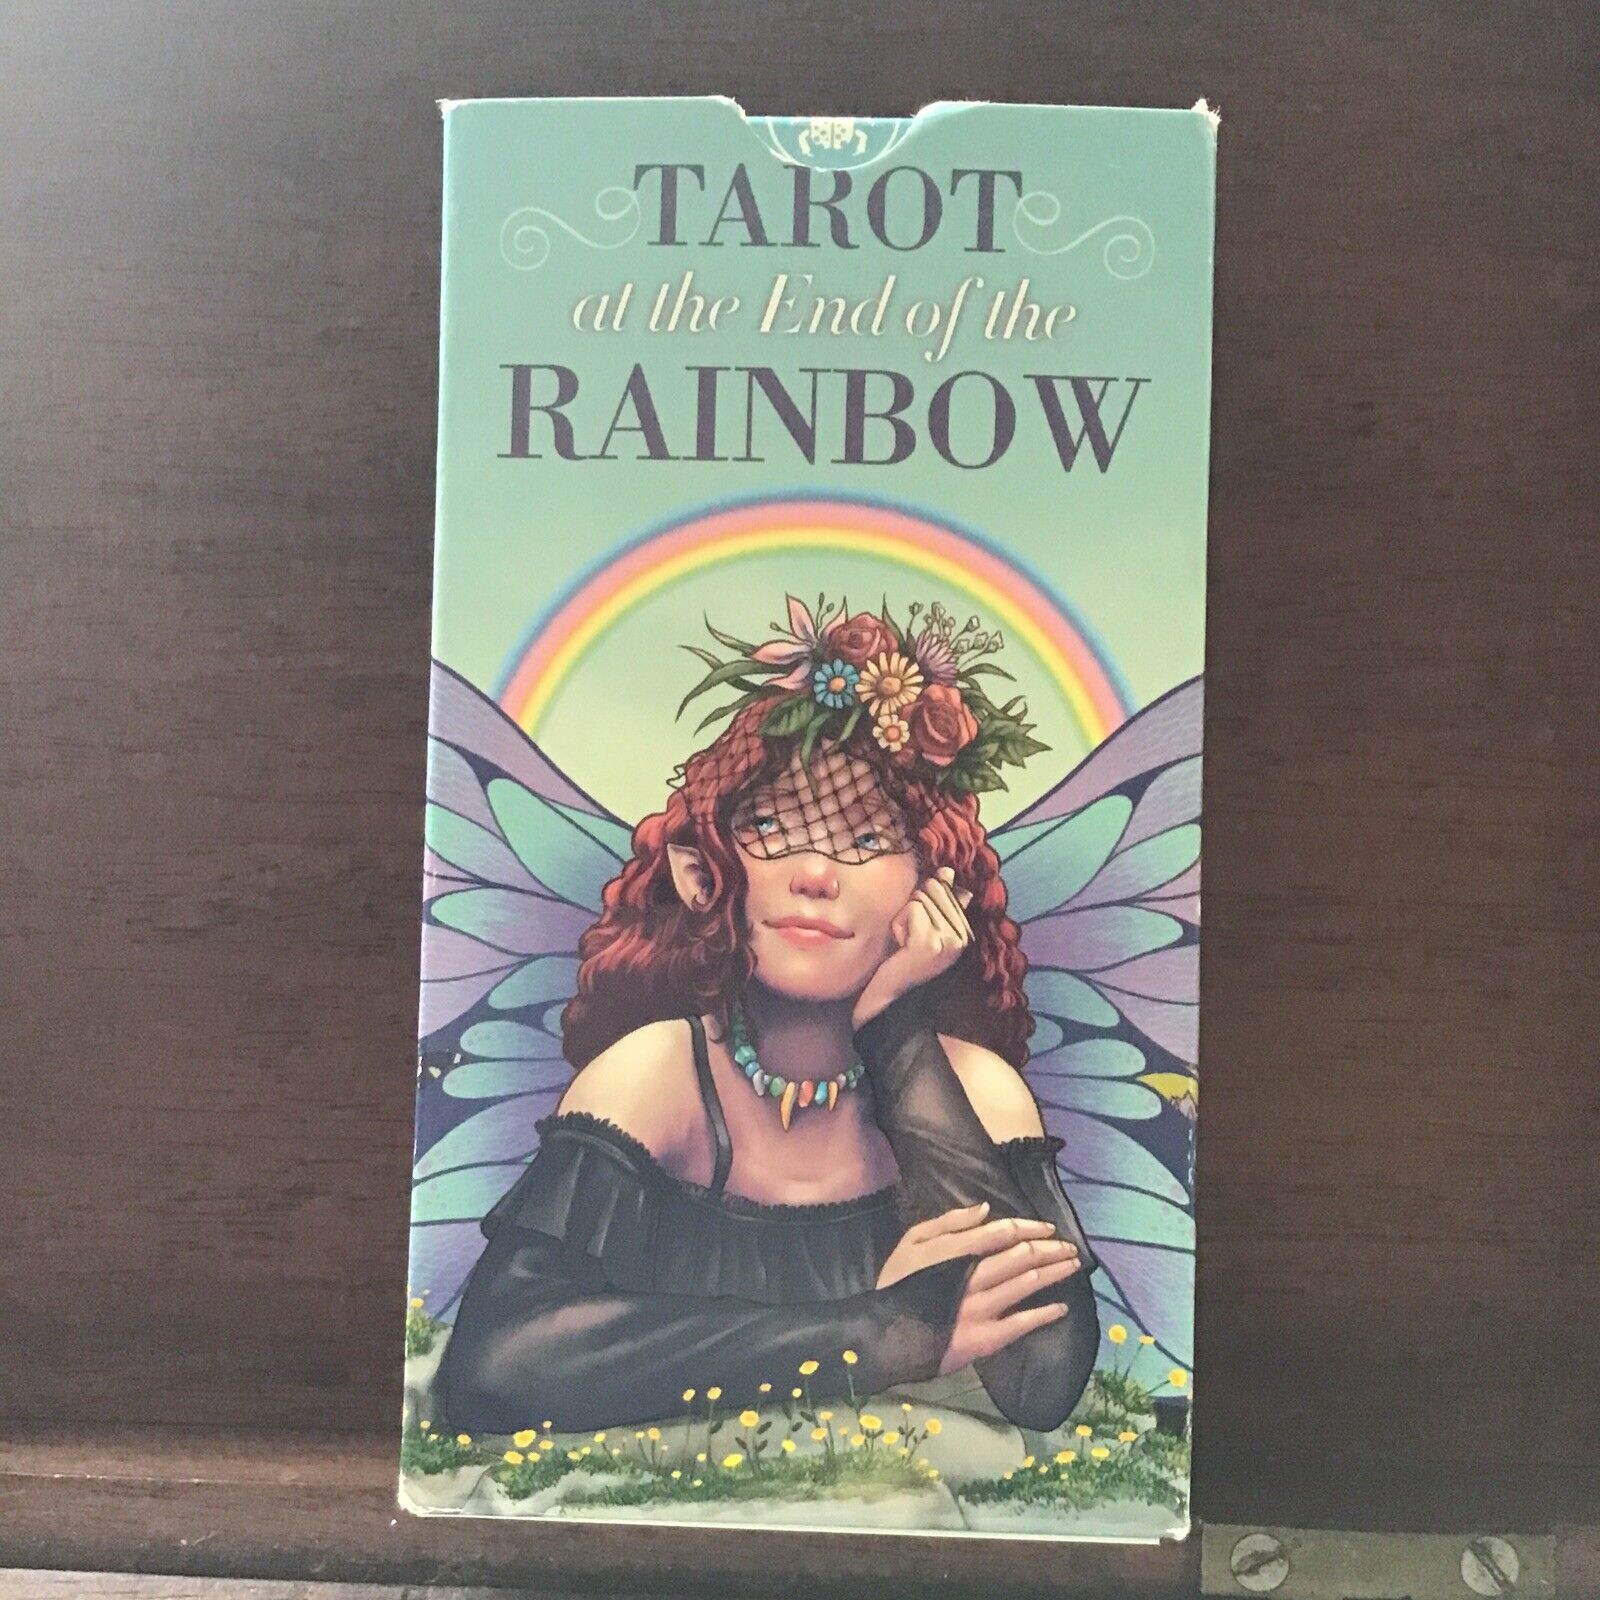 TAROT
at the End of the
RAINBOW